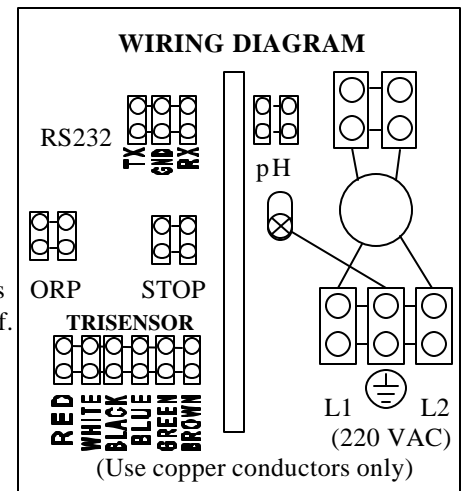 WIRING DIAGRAM
RS232
TX GND RX
pH
s ORP STOP
f.
TRISENSOR
RED WHITE BLACK BLUE GREEN BROWN
L1 L2
(220 VAC)
(Use copper conductors only)